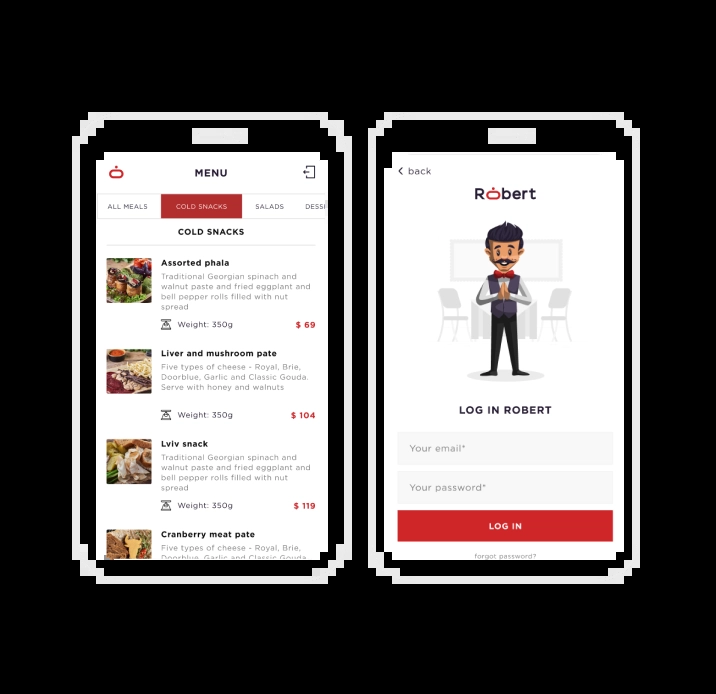 MENU
ALL MEALS COLD SNACKS SALADS
COLD SNACKS
Assorted phala
Traditional Georgian spinach and
walnut paste and fried eggplant and
bell pepper rolls filled with nut
spread
Weight: 350g $ 69
Liver and mushroom pate
Five types of cheese - Royal, Brie,
Doorblue, Garlic and Classic Gouda.
Serve with honey and walnuts
Weight: 350g $ 104
Lviv snack
Traditional Georgian spinach and
walnut paste and fried eggplant and
bell pepper rolls filled with nut
spread
Weight: 350g $ 119
Cranberry meat pate
Five types of cheese - Royal, Brie,
Doorblue, Garlic and Classic Gouda.
back
Robert
LOG IN ROBERT
Your email*
Your password*
LOG IN
forgot password?